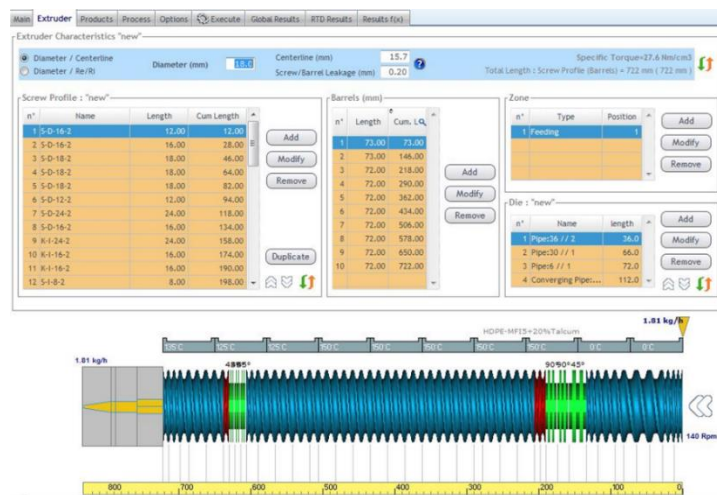 Main Extruder Products Process Options Execute Global Results RTD Results Results f(x)
Extruder Characteristics "new"
Diameter / Centerline
Diameter / Re/Ri
Diameter (mm) 18.0
Centerline (mm) 15.7
Screw/Barrel Leakage (mm) 0.20
Specific Torque=27.6 Nm/cm3
Total Length : Screw Profile (Barrels) = 722 mm ( 722 mm )
Screw Profile : "new"
n° Name Length Cum Length
1 S-D-16-2 12.00 12.00
2 S-D-16-2 16.00 28.00
3 S-D-18-2 18.00 46.00
4 S-D-18-2 18.00 64.00
5 S-D-18-2 18.00 82.00
6 S-D-12-2 12.00 94.00
7 S-D-24-2 24.00 118.00
8 S-D-16-2 16.00 134.00
9 K-I-24-2 24.00 158.00
10 K-I-16-2 16.00 174.00
11 K-I-16-2 16.00 190.00
12 S-I-8-2 8.00 198.00
Add
Modify
Remove
Duplicate
Barrels (mm)
n° Length Cum. L
1 73.00 73.00
2 73.00 146.00
3 72.00 218.00
4 72.00 290.00
5 72.00 362.00
6 72.00 434.00
7 72.00 506.00
8 72.00 578.00
9 72.00 650.00
10 72.00 722.00
Add
Modify
Remove
Zone
n° Type Position
1 Feeding 1
Add
Modify
Remove
Die : "new"
n° Name length
1 Pipe:36 // 2 36.0
2 Pipe:30 // 1 66.0
3 Pipe:6 // 1 72.0
4 Converging Pipe:... 112.0
Add
Modify
Remove
1.81 kg/h
HDPE-MFI5+20%Talcum
135°C 125°C 125°C 150°C 150°C 150°C 150°C 150°C 0°C 0°C
1.81 kg/h
90°90° 45°
140 Rpm
800 700 600 500 400 300 200 100 0